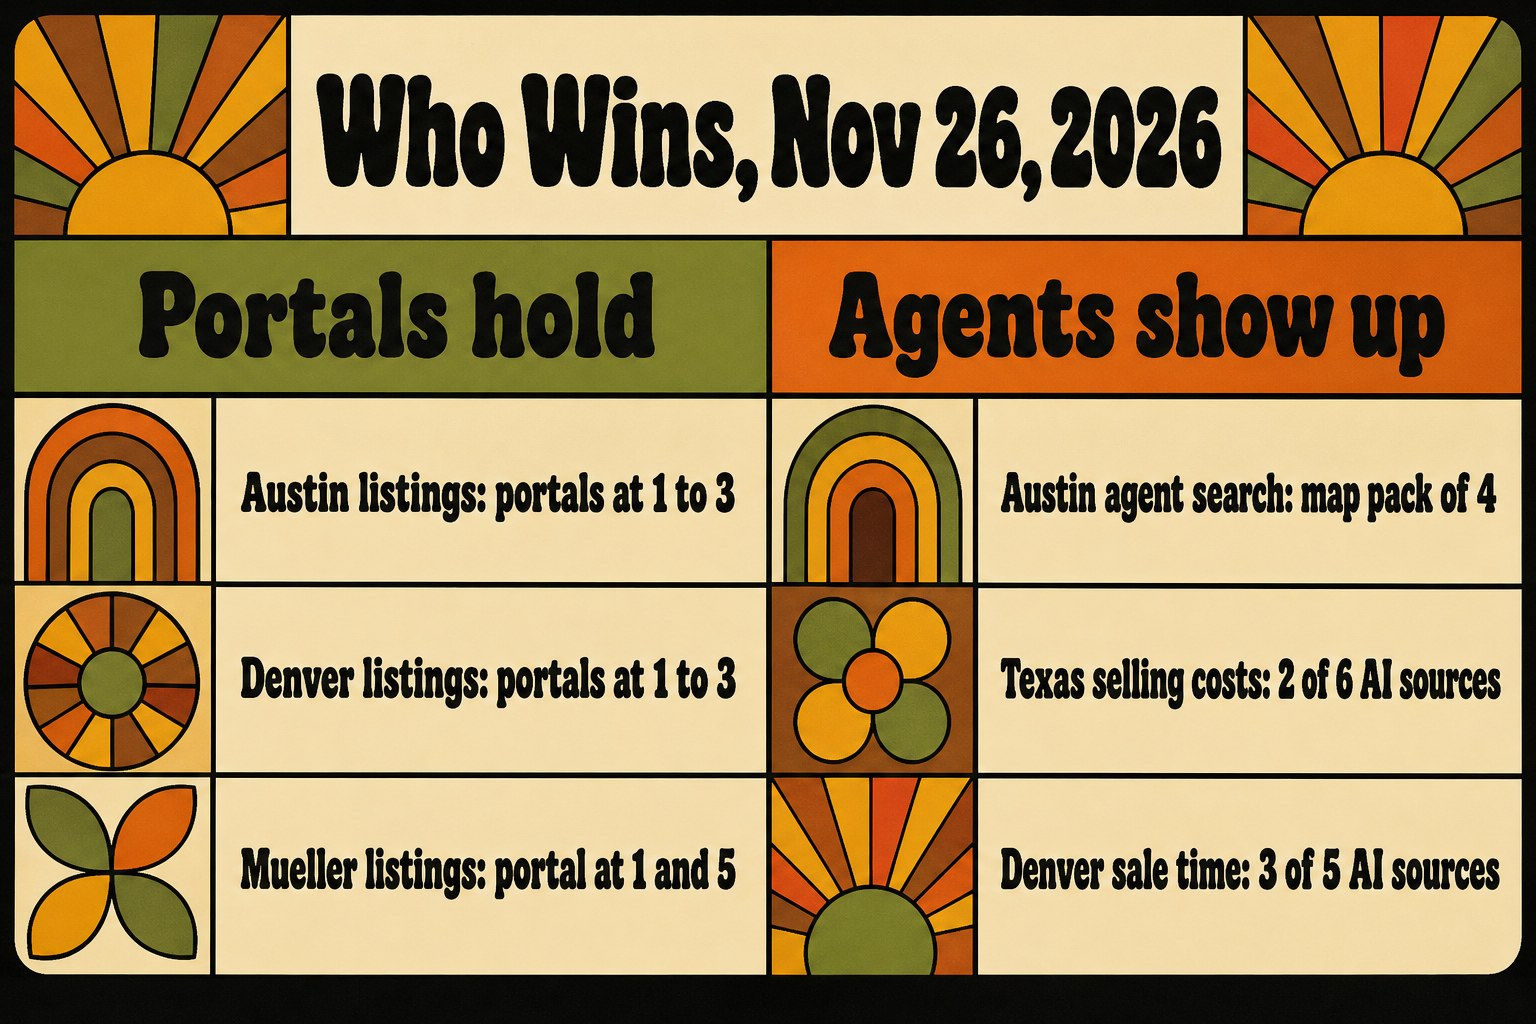 Who Wins, Nov 26, 2026
Portals hold
Agents show up
Austin listings: portals at 1 to 3
Austin agent search: map pack of 4
Denver listings: portals at 1 to 3
Texas selling costs: 2 of 6 AI sources
Mueller listings: portal at 1 and 5
Denver sale time: 3 of 5 AI sources